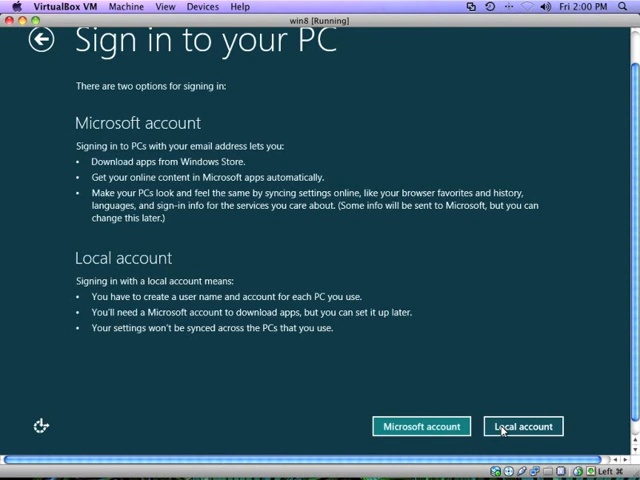 VirtualBox VM Machine View Devices Help Fri 2:00 PM
win8 [Running]
Sign in to your PC
There are two options for signing in:
Microsoft account
Signing in to PCs with your email address lets you:
• Download apps from Windows Store.
• Get your online content in Microsoft apps automatically.
• Make your PCs look and feel the same by syncing settings online, like your browser favorites and history,
languages, and sign-in info for the services you care about. (Some info will be sent to Microsoft, but you can
change this later.)
Local account
Signing in with a local account means:
• You have to create a user name and account for each PC you use.
• You'll need a Microsoft account to download apps, but you can set it up later.
• Your settings won't be synced across the PCs that you use.
Microsoft account Local account
Left ⌘